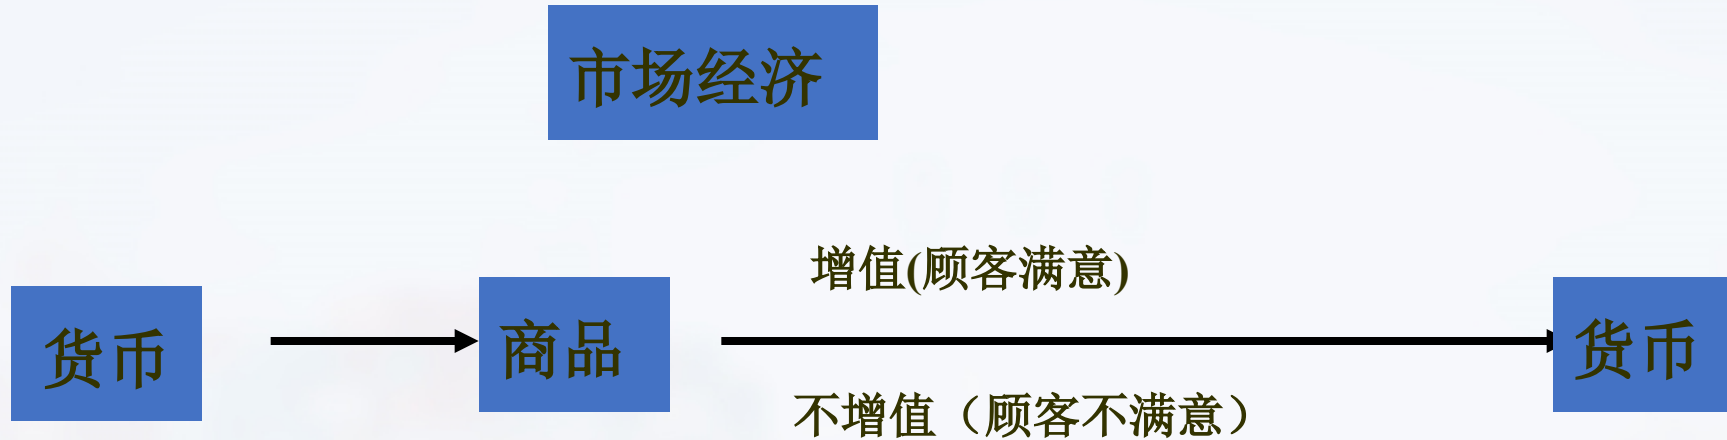 市场经济
增值(顾客满意)
货币
商品
货币
不增值（顾客不满意）